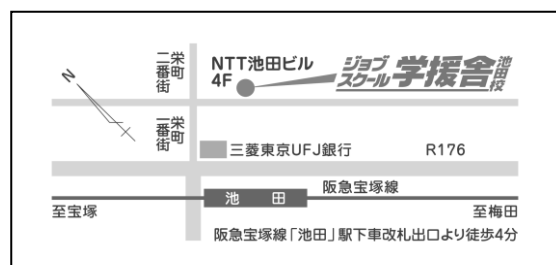 N
栄町
二番街
NTT池田ビル
4F
ジョブ
スクール
学援舎
池田校
栄町
一番街
三菱東京UFJ銀行
R176
阪急宝塚線
池　田
至宝塚
至梅田
阪急宝塚線「池田」駅下車改札出口より徒歩4分